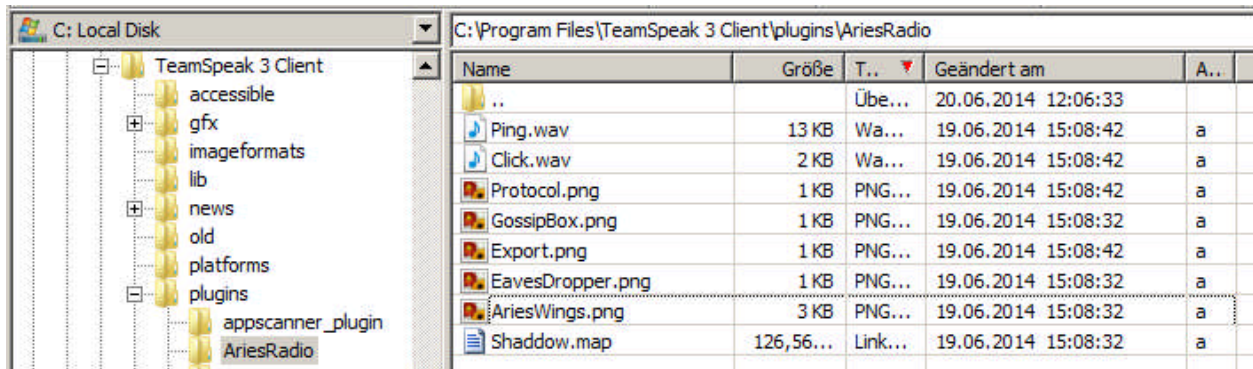 C: Local Disk
TeamSpeak 3 Client
accessible
gfx
imageformats
lib
news
old
platforms
plugins
appscanner_plugin
AriesRadio
C:\Program Files\TeamSpeak 3 Client\plugins\AriesRadio
Name Größe T.. Geändert am A..
.. Übe... 20.06.2014 12:06:33
Ping.wav 13 KB Wa... 19.06.2014 15:08:42 a
Click.wav 2 KB Wa... 19.06.2014 15:08:42 a
Protocol.png 1 KB PNG... 19.06.2014 15:08:42 a
GossipBox.png 1 KB PNG... 19.06.2014 15:08:32 a
Export.png 1 KB PNG... 19.06.2014 15:08:42 a
EavesDropper.png 1 KB PNG... 19.06.2014 15:08:32 a
AriesWings.png 3 KB PNG... 19.06.2014 15:08:32 a
Shaddow.map 126,56... Link... 19.06.2014 15:08:32 a